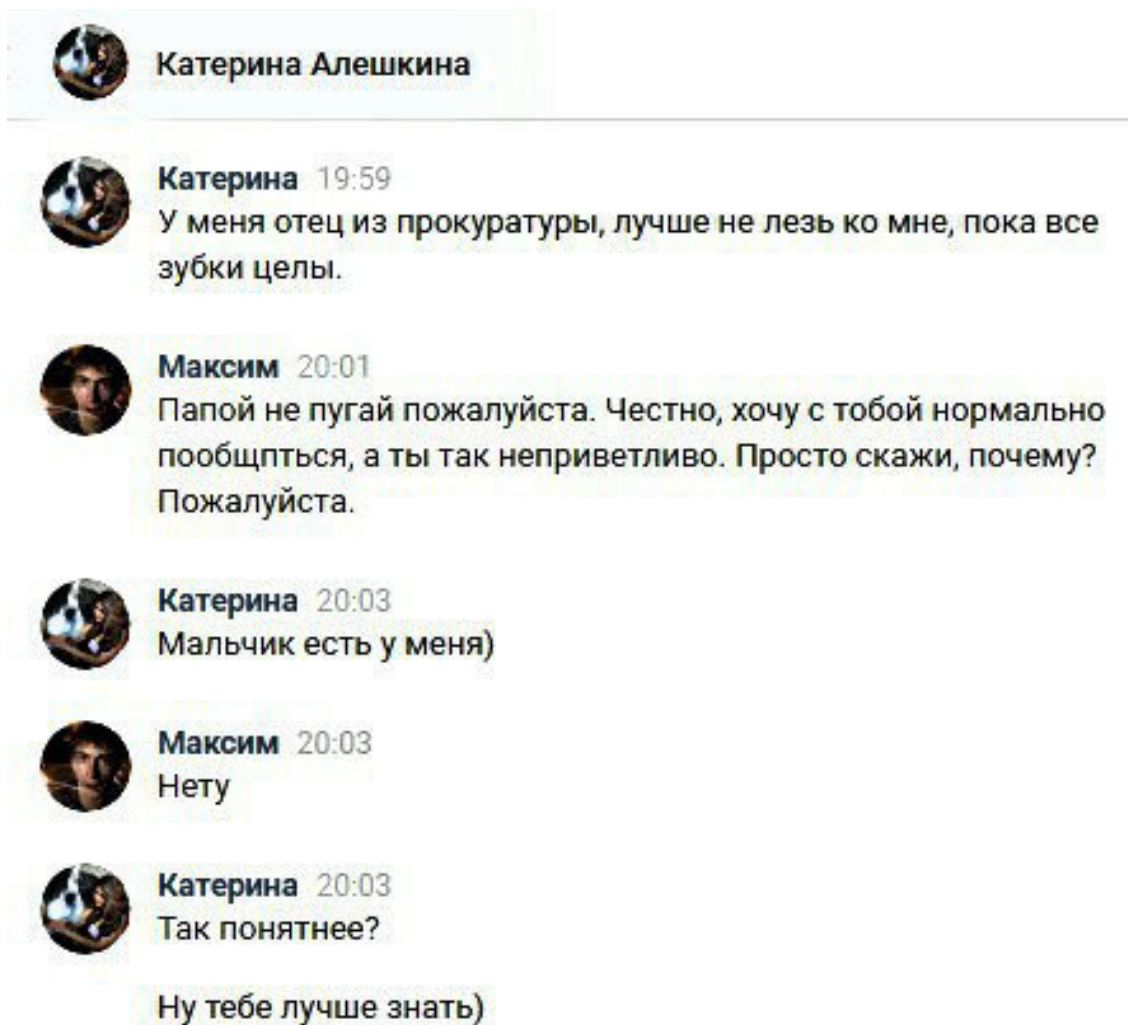 Катерина Алешкина
Катерина 19:59
У меня отец из прокуратуры, лучше не лезь ко мне, пока все
зубки целы.
Максим 20:01
Папой не пугай пожалуйста. Честно, хочу с тобой нормально
пообщпться, а ты так неприветливо. Просто скажи, почему?
Пожалуйста.
Катерина 20:03
Мальчик есть у меня)
Максим 20:03
Нету
Катерина 20:03
Так понятнее?
Ну тебе лучше знать)